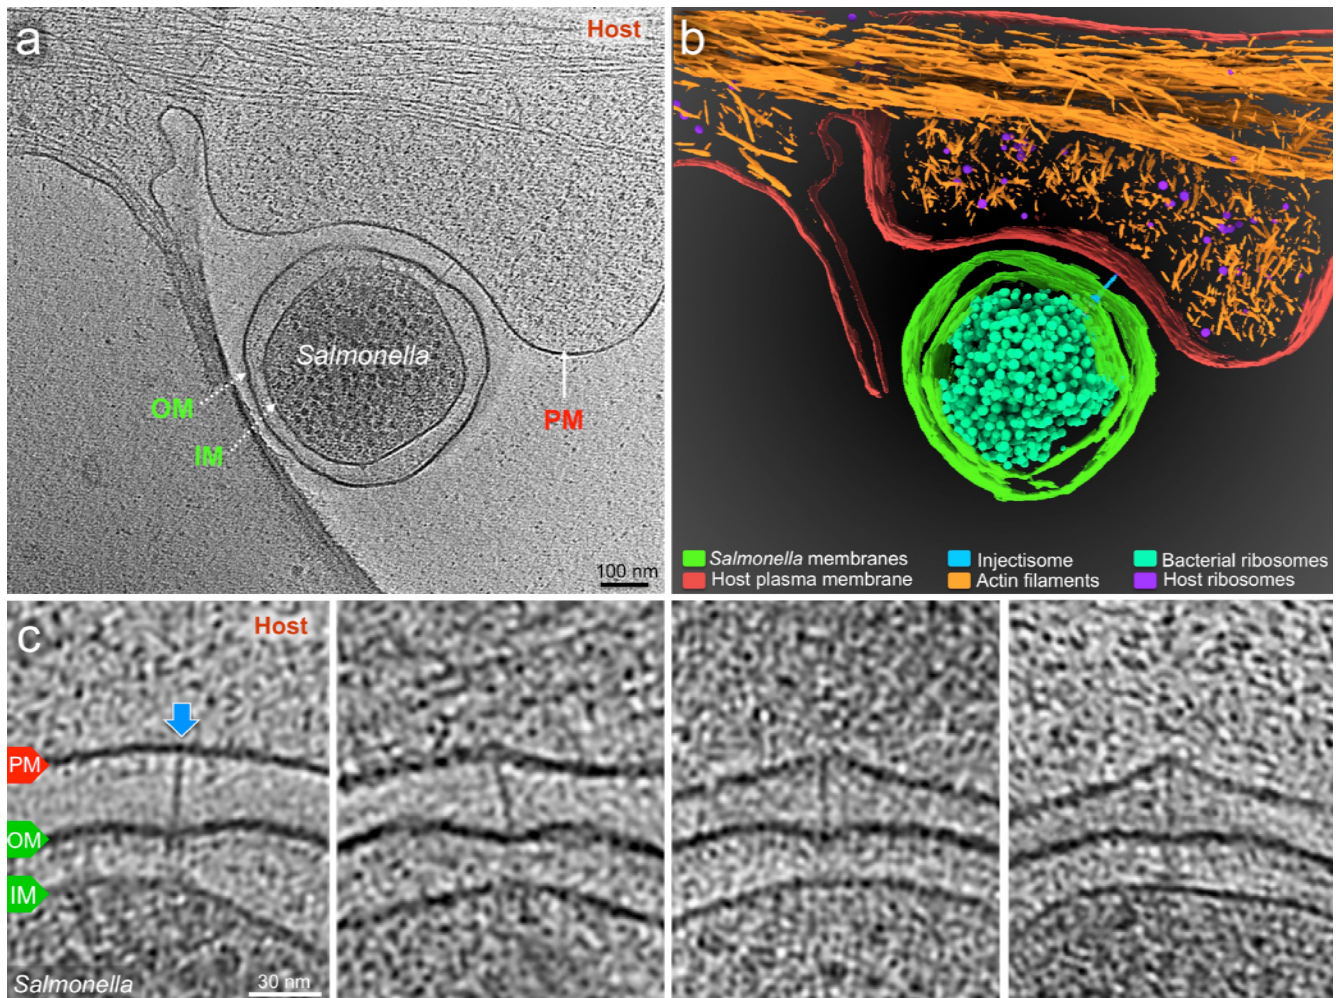 a
Host
Salmonella
OM
IM
PM
100 nm
b
Salmonella membranes
Injectisome
Bacterial ribosomes
Host plasma membrane
Actin filaments
Host ribosomes
c
Host
PM
OM
IM
Salmonella
30 nm